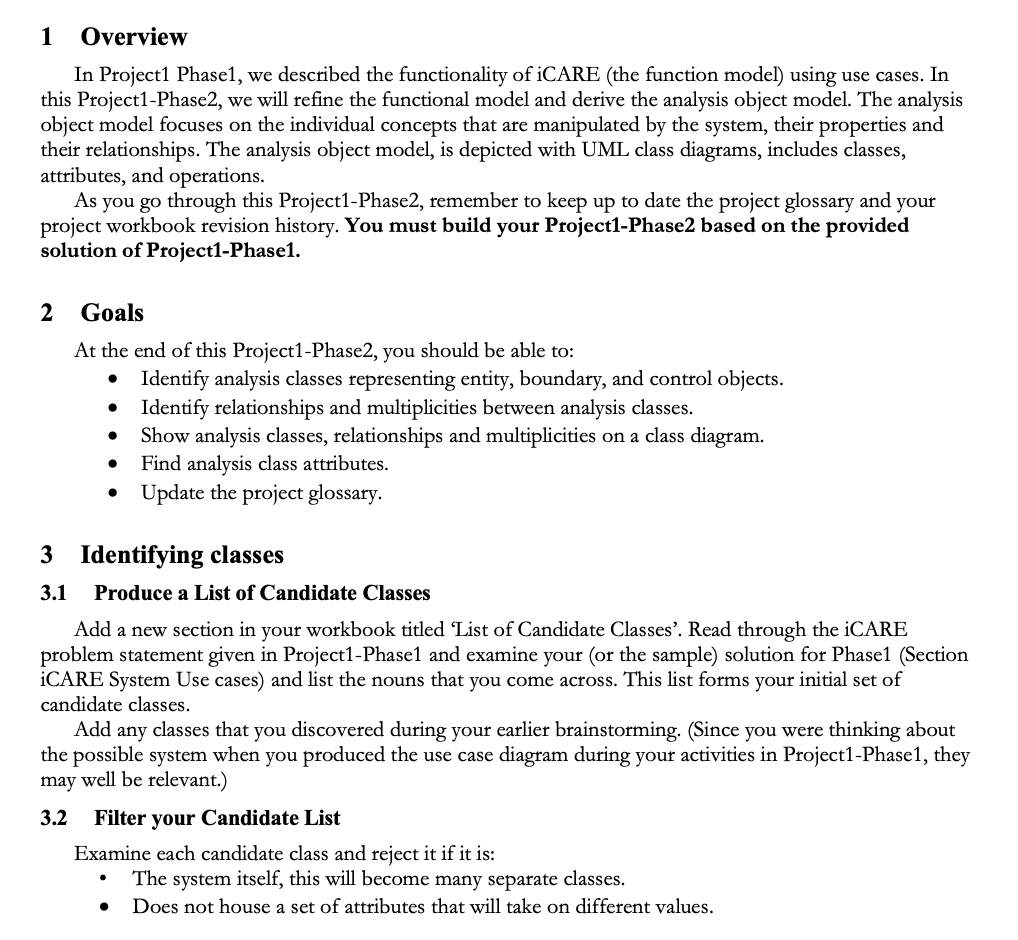 1 Overview
In Project1 Phase1, we described the functionality of iCARE (the function model) using use cases. In
this Project1-Phase2, we will refine the functional model and derive the analysis object model. The analysis
object model focuses on the individual concepts that are manipulated by the system, their properties and
their relationships. The analysis object model, is depicted with UML class diagrams, includes classes,
attributes, and operations.
As you go through this Project1-Phase2, remember to keep up to date the project glossary and your
project workbook revision history. You must build your Project1-Phase2 based on the provided
solution of Project1-Phase1.
2 Goals
At the end of this Project1-Phase2, you should be able to:
• Identify analysis classes representing entity, boundary, and control objects.
• Identify relationships and multiplicities between analysis classes.
• Show analysis classes, relationships and multiplicities on a class diagram.
• Find analysis class attributes.
• Update the project glossary.
3 Identifying classes
3.1 Produce a List of Candidate Classes
Add a new section in your workbook titled ‘List of Candidate Classes’. Read through the iCARE
problem statement given in Project1-Phase1 and examine your (or the sample) solution for Phase1 (Section
iCARE System Use cases) and list the nouns that you come across. This list forms your initial set of
candidate classes.
Add any classes that you discovered during your earlier brainstorming. (Since you were thinking about
the possible system when you produced the use case diagram during your activities in Project1-Phase1, they
may well be relevant.)
3.2 Filter your Candidate List
Examine each candidate class and reject it if it is:
• The system itself, this will become many separate classes.
• Does not house a set of attributes that will take on different values.